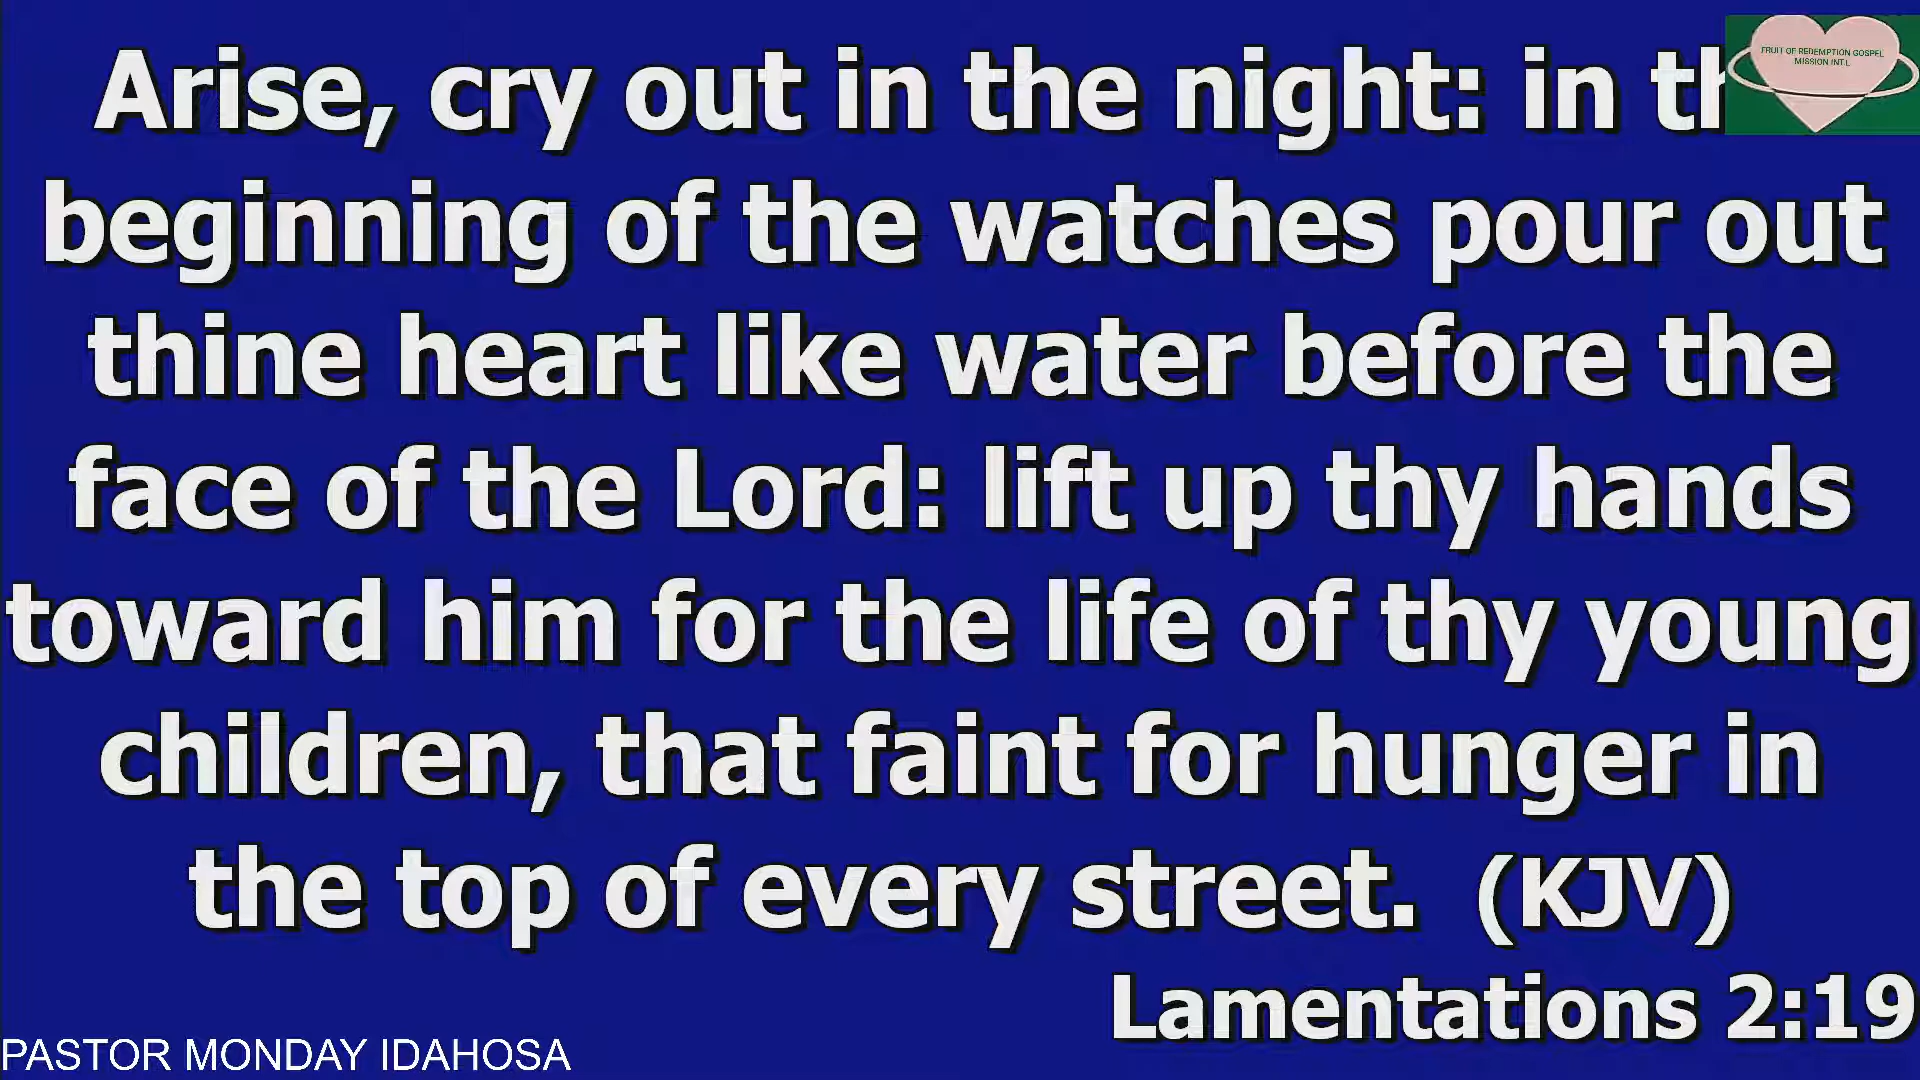 Arise, cry out in the night: in th
beginning of the watches pour out
thine heart like water before the
face of the Lord: lift up thy hands
toward him for the life of thy young
children, that faint for hunger in
the top of every street. (KJV)
Lamentations 2:19
PASTOR MONDAY IDAHOSA
FRUIT OF REDEMPTION GOSPEL
MISSION INT'L